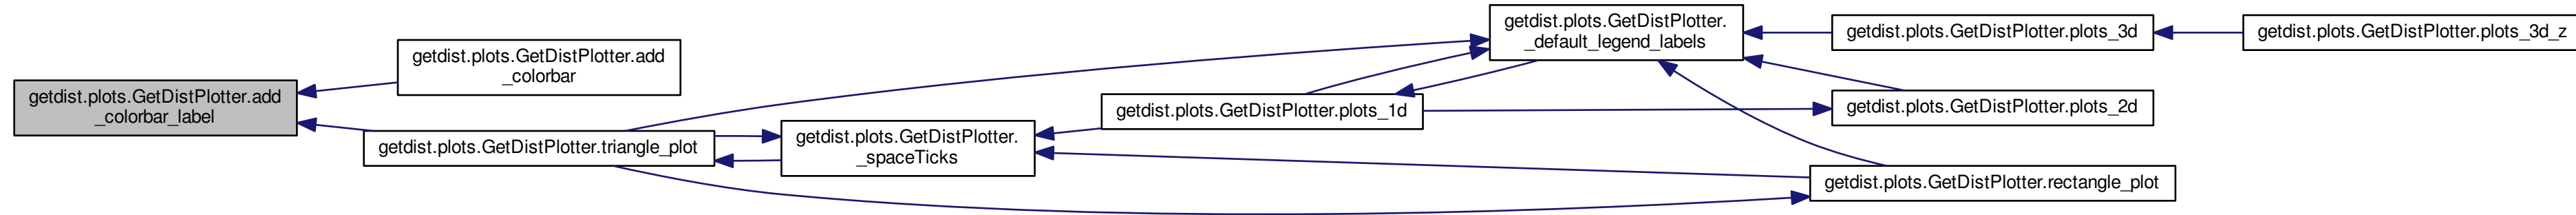 getdist.plots.GetDistPlotter.add
_colorbar_label
getdist.plots.GetDistPlotter.add
_colorbar
getdist.plots.GetDistPlotter.triangle_plot
getdist.plots.GetDistPlotter.
_spaceTicks
getdist.plots.GetDistPlotter.plots_1d
getdist.plots.GetDistPlotter.
_default_legend_labels
getdist.plots.GetDistPlotter.plots_3d
getdist.plots.GetDistPlotter.plots_3d_z
getdist.plots.GetDistPlotter.plots_2d
getdist.plots.GetDistPlotter.rectangle_plot